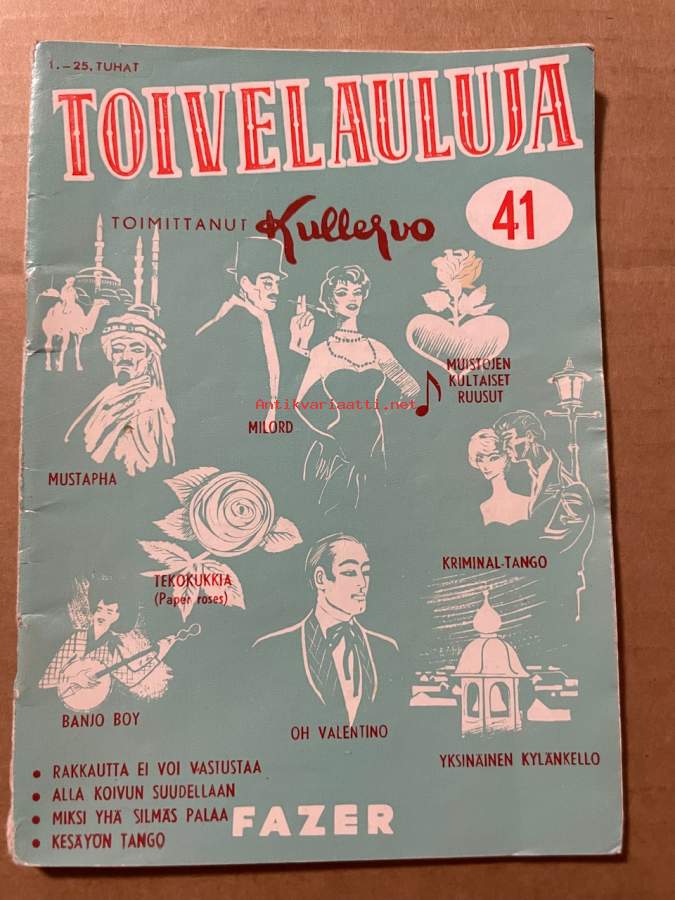 1.–25. TUHAT
TOIVELAULUJA
TOIMITTANUT Kullervo
41
MUISTOJEN
KULTAISET
RUUSUT
Antikvariaatti.net
MILORD
MUSTAPHA
KRIMINAL-TANGO
TEKOKUKKIA
(Paper roses)
BANJO BOY
OH VALENTINO
YKSINÄINEN KYLÄNKELLO
• RAKKAUTTA EI VOI VASTUSTAA
• ALLA KOIVUN SUUDELLAAN
• MIKSI YHÄ SILMÄS PALAA
• KESÄYÖN TANGO
FAZER